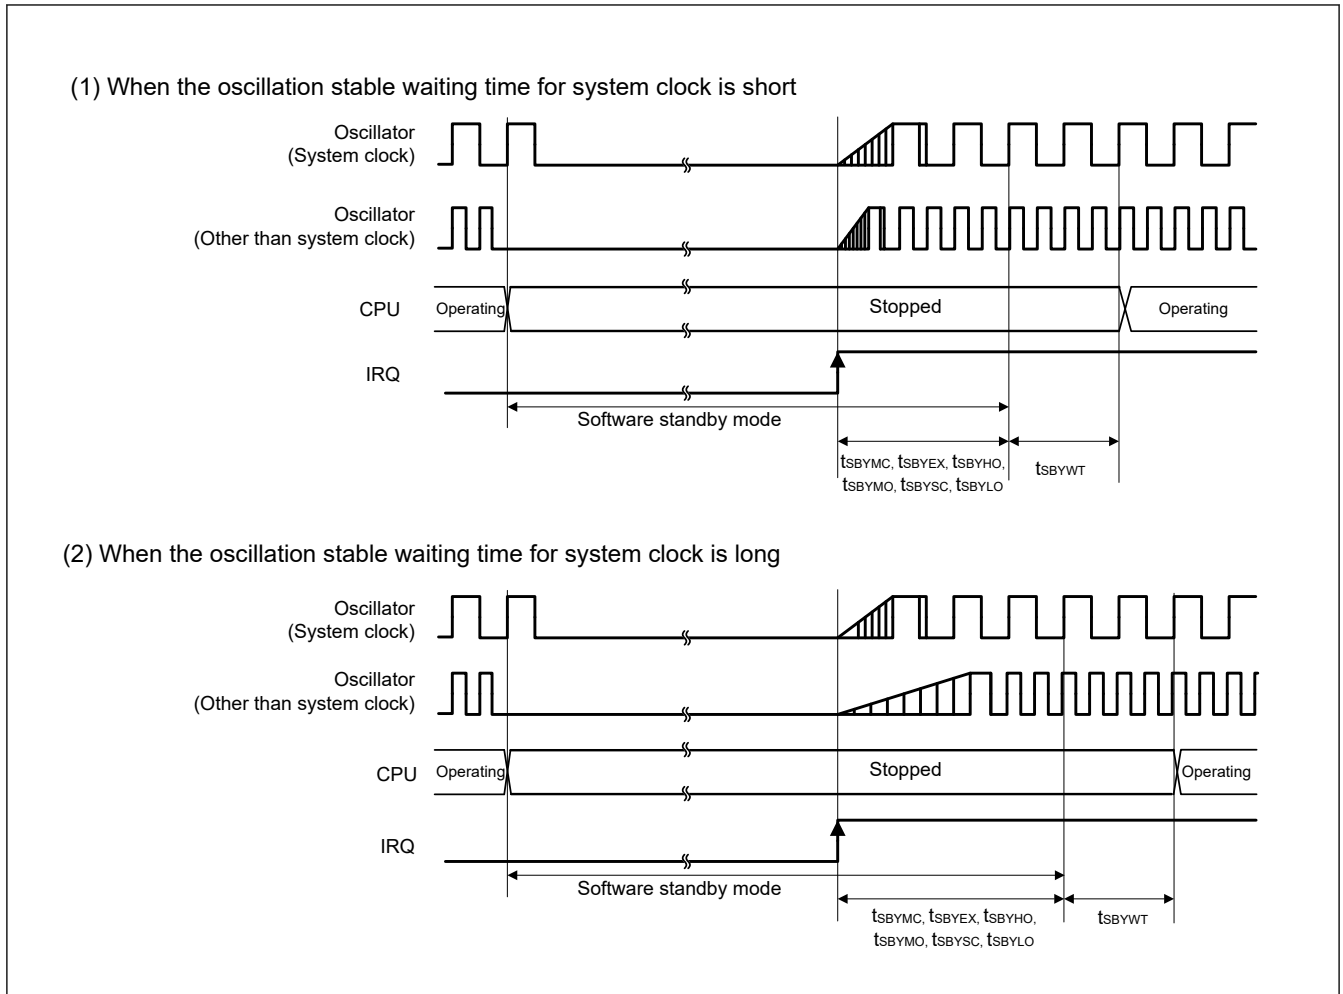 (1) When the oscillation stable waiting time for system clock is short
Oscillator
(System clock)
Oscillator
(Other than system clock)
CPU
Operating
Stopped
Operating
IRQ
Software standby mode
tSBYMC, tSBYEX, tSBYHO,
tSBYMO, tSBYSC, tSBYLO
tSBYWT
(2) When the oscillation stable waiting time for system clock is long
Oscillator
(System clock)
Oscillator
(Other than system clock)
CPU
Operating
Stopped
Operating
IRQ
Software standby mode
tSBYMC, tSBYEX, tSBYHO,
tSBYMO, tSBYSC, tSBYLO
tSBYWT